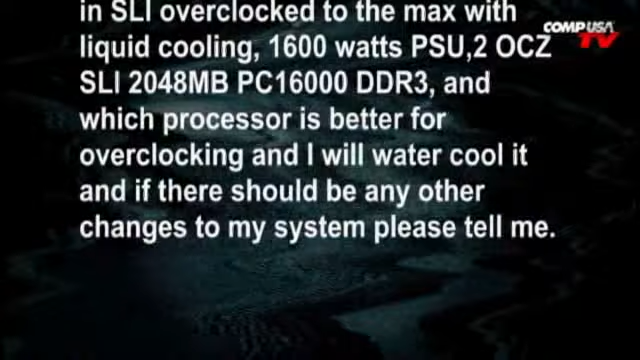 in SLI overclocked to the max with
COMPUSA
TV
liquid cooling, 1600 watts PSU,2 OCZ
SLI 2048MB PC16000 DDR3, and
which processor is better for
overclocking and I will water cool it
and if there should be any other
changes to my system please tell me.